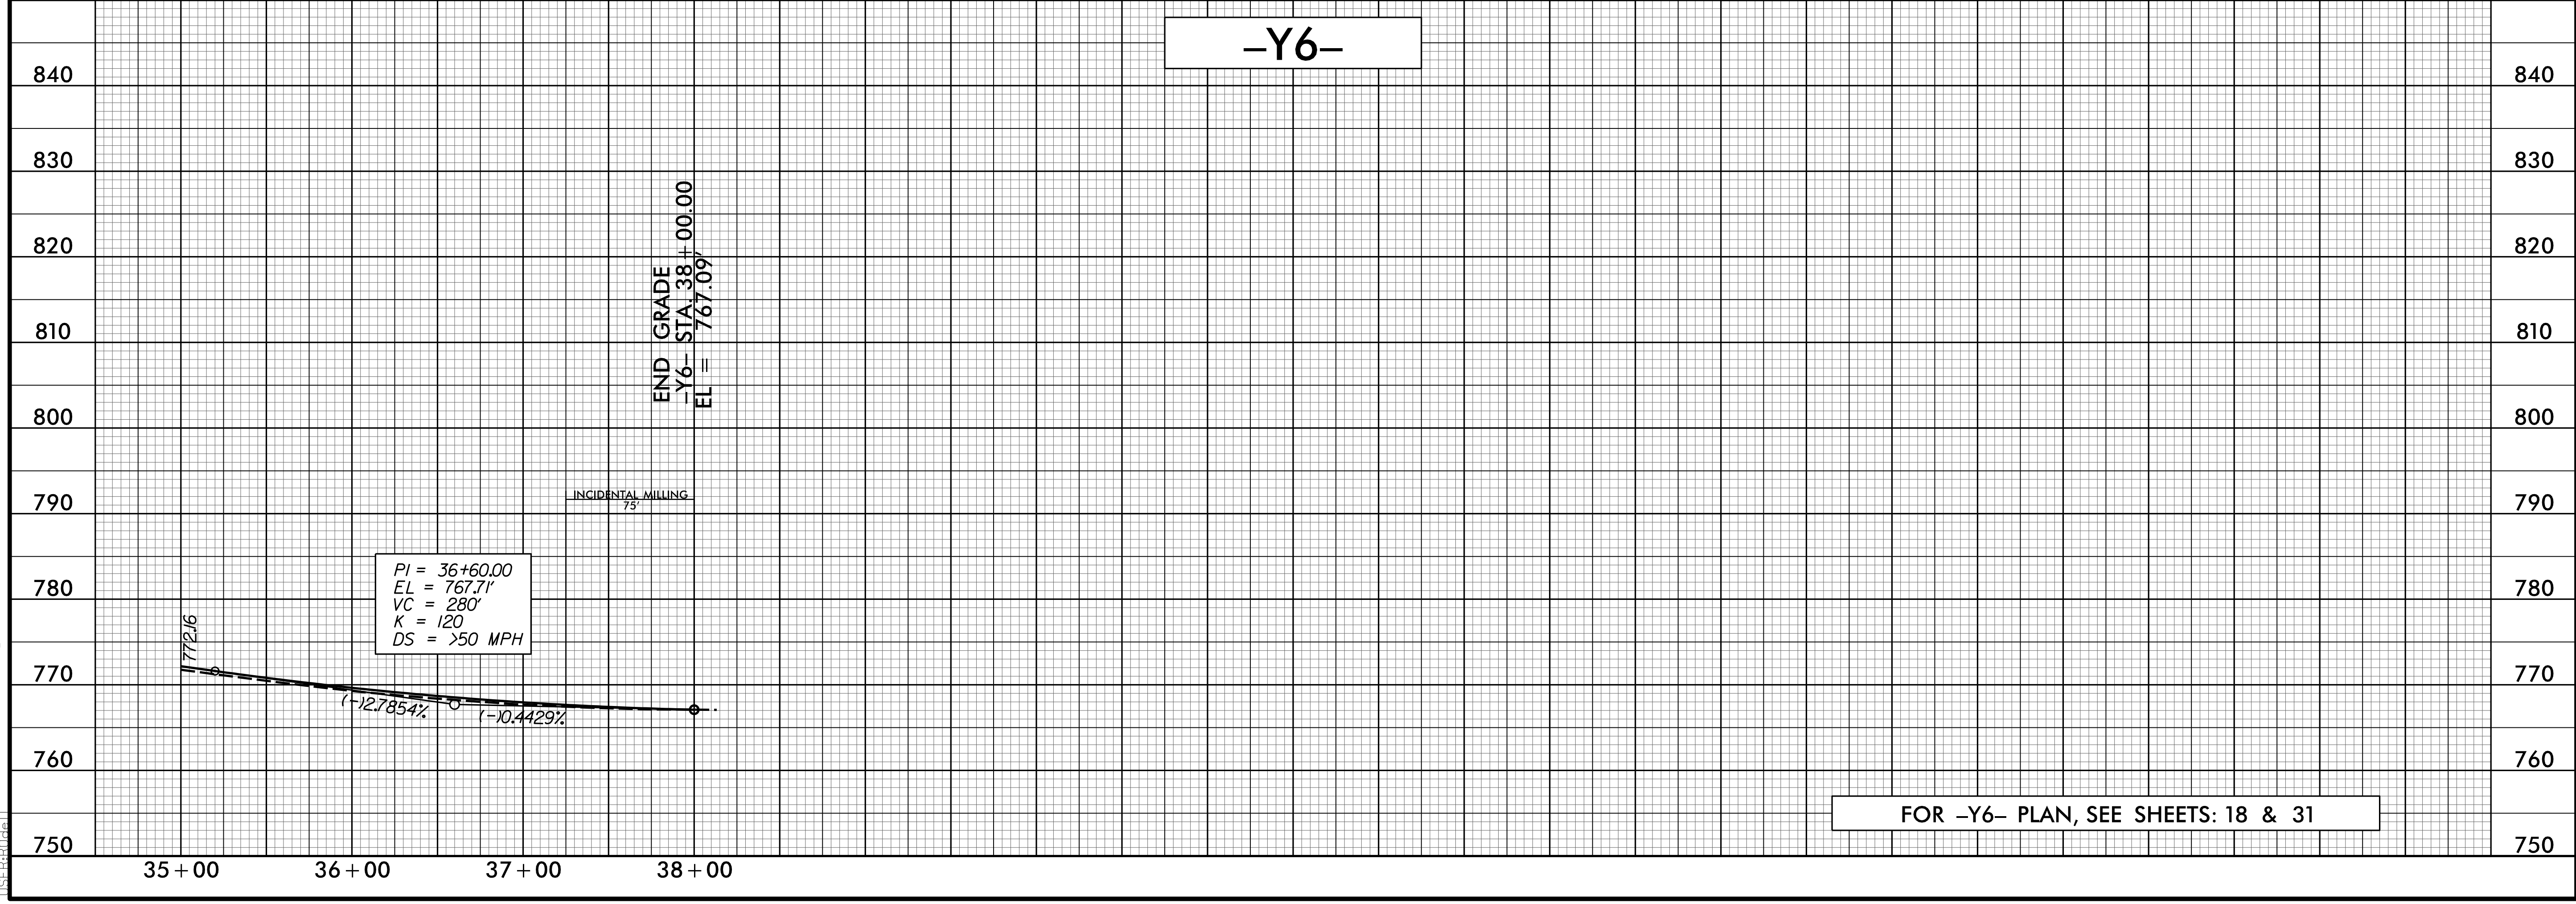 –Y6–
840 840
830 830
820 820
810 810
800 800
790 790
780 780
770 770
760 760
750 750
END GRADE
–Y6– STA. 38+00.00
EL = 767.09'
INCIDENTAL MILLING
75'
PI = 36+60.00
EL = 767.71'
VC = 280'
K = 120
DS = >50 MPH
772.16
(-)2.7854%
(-)0.4429%
FOR –Y6– PLAN, SEE SHEETS: 18 & 31
35+00 36+00 37+00 38+00